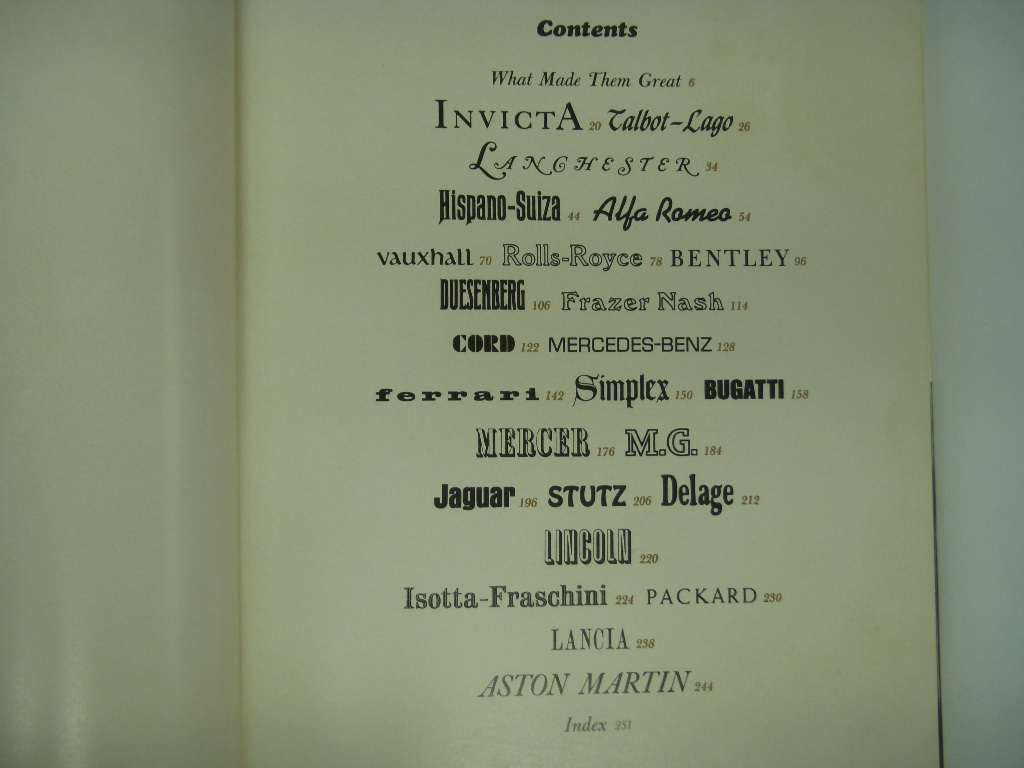 Contents
What Made Them Great 6
INVICTA 20 Talbot-Lago 26
LANCHESTER 34
Hispano-Suiza 44 Alfa Romeo 54
vauxhall 70 Rolls-Royce 78 BENTLEY 96
DUESENBERG 106 Frazer Nash 114
CORD 122 MERCEDES-BENZ 128
ferrari 142 Simplex 150 BUGATTI 158
MERCER 176 M.G. 184
Jaguar 196 STUTZ 206 Delage 212
LINCOLN 220
Isotta-Fraschini 224 PACKARD 230
LANCIA 238
ASTON MARTIN 244
Index 251